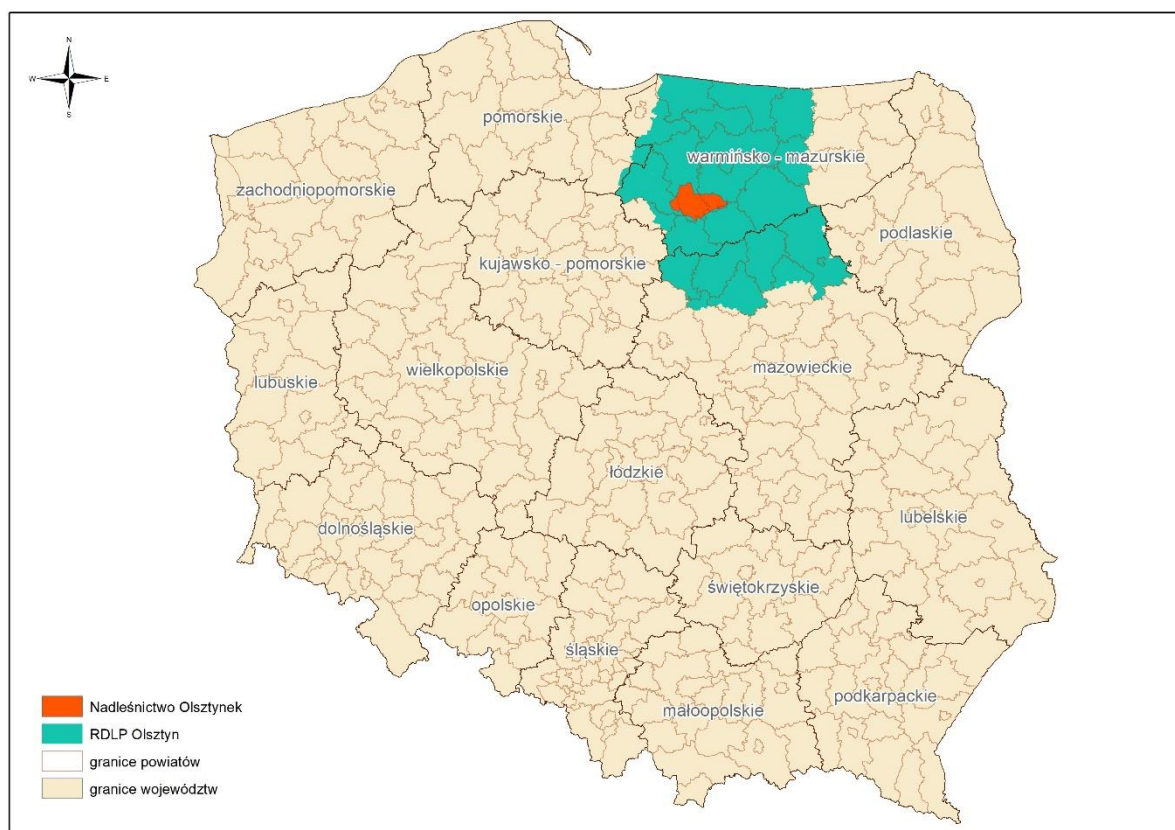 N
W E
S
pomorskie
warmińsko - mazurskie
zachodniopomorskie
podlaskie
kujawsko - pomorskie
mazowieckie
wielkopolskie
lubuskie
łódzkie
lubelskie
dolnośląskie
świętokrzyskie
opolskie
śląskie
podkarpackie
małoopolskie
Nadleśnictwo Olsztynek
RDLP Olsztyn
granice powiatów
granice województw